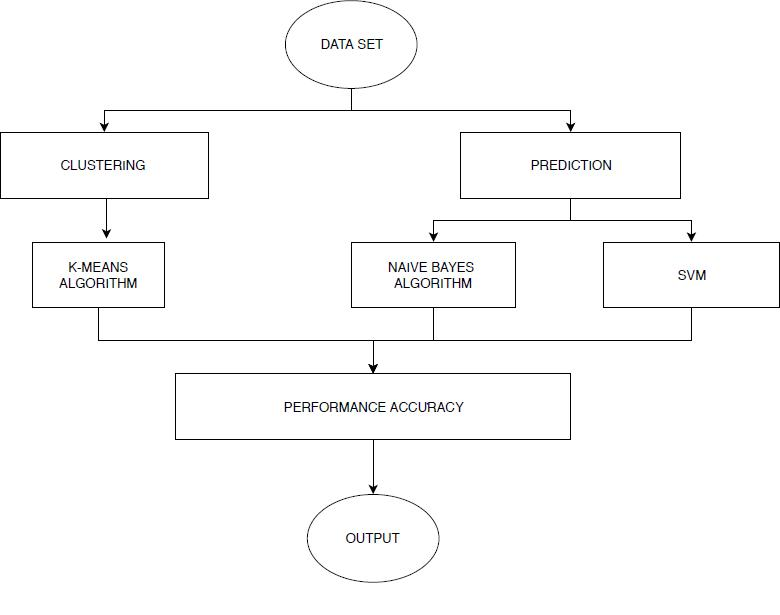 DATA SET
CLUSTERING
PREDICTION
K-MEANS
ALGORITHM
NAIVE BAYES
ALGORITHM
SVM
PERFORMANCE ACCURACY
OUTPUT